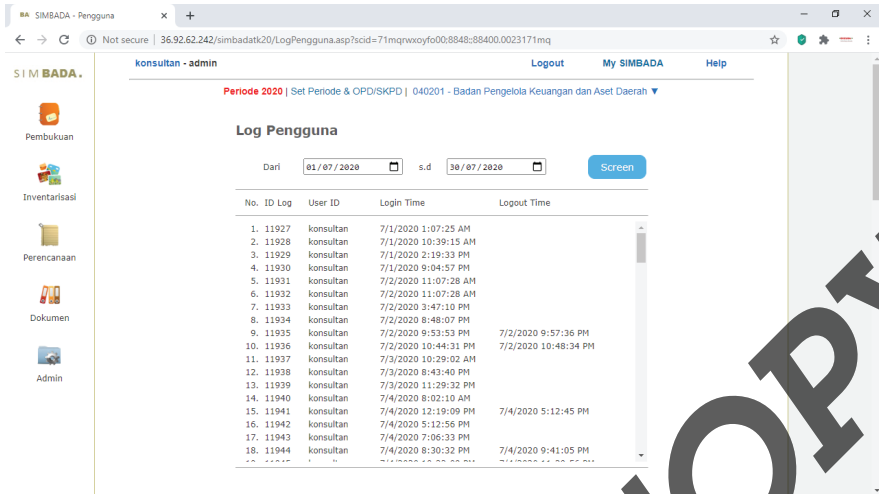 SIMBADA - Pengguna
Not secure | 36.92.62.242/simbadatk20/LogPengguna.asp?scid=71mqrwxoyfo00:8848::88400.0023171mq
SIMBADA.
konsultan - admin Logout My SIMBADA Help
Periode 2020 | Set Periode & OPD/SKPD | 040201 - Badan Pengelola Keuangan dan Aset Daerah ▼
Pembukuan
Inventarisasi
Perencanaan
Dokumen
Admin
Log Pengguna
Dari 01/07/2020 s.d 30/07/2020 Screen
No. ID Log User ID Login Time Logout Time
1. 11927 konsultan 7/1/2020 1:07:25 AM
2. 11928 konsultan 7/1/2020 10:39:15 AM
3. 11929 konsultan 7/1/2020 2:19:33 PM
4. 11930 konsultan 7/1/2020 9:04:57 PM
5. 11931 konsultan 7/2/2020 11:07:28 AM
6. 11932 konsultan 7/2/2020 11:07:28 AM
7. 11933 konsultan 7/2/2020 3:47:10 PM
8. 11934 konsultan 7/2/2020 8:48:07 PM
9. 11935 konsultan 7/2/2020 9:53:53 PM 7/2/2020 9:57:36 PM
10. 11936 konsultan 7/2/2020 10:44:31 PM 7/2/2020 10:48:34 PM
11. 11937 konsultan 7/3/2020 10:29:02 AM
12. 11938 konsultan 7/3/2020 8:43:40 PM
13. 11939 konsultan 7/3/2020 11:29:32 PM
14. 11940 konsultan 7/4/2020 8:02:10 AM
15. 11941 konsultan 7/4/2020 12:19:09 PM 7/4/2020 5:12:45 PM
16. 11942 konsultan 7/4/2020 5:12:56 PM
17. 11943 konsultan 7/4/2020 7:06:33 PM
18. 11944 konsultan 7/4/2020 8:30:32 PM 7/4/2020 9:41:05 PM
OP